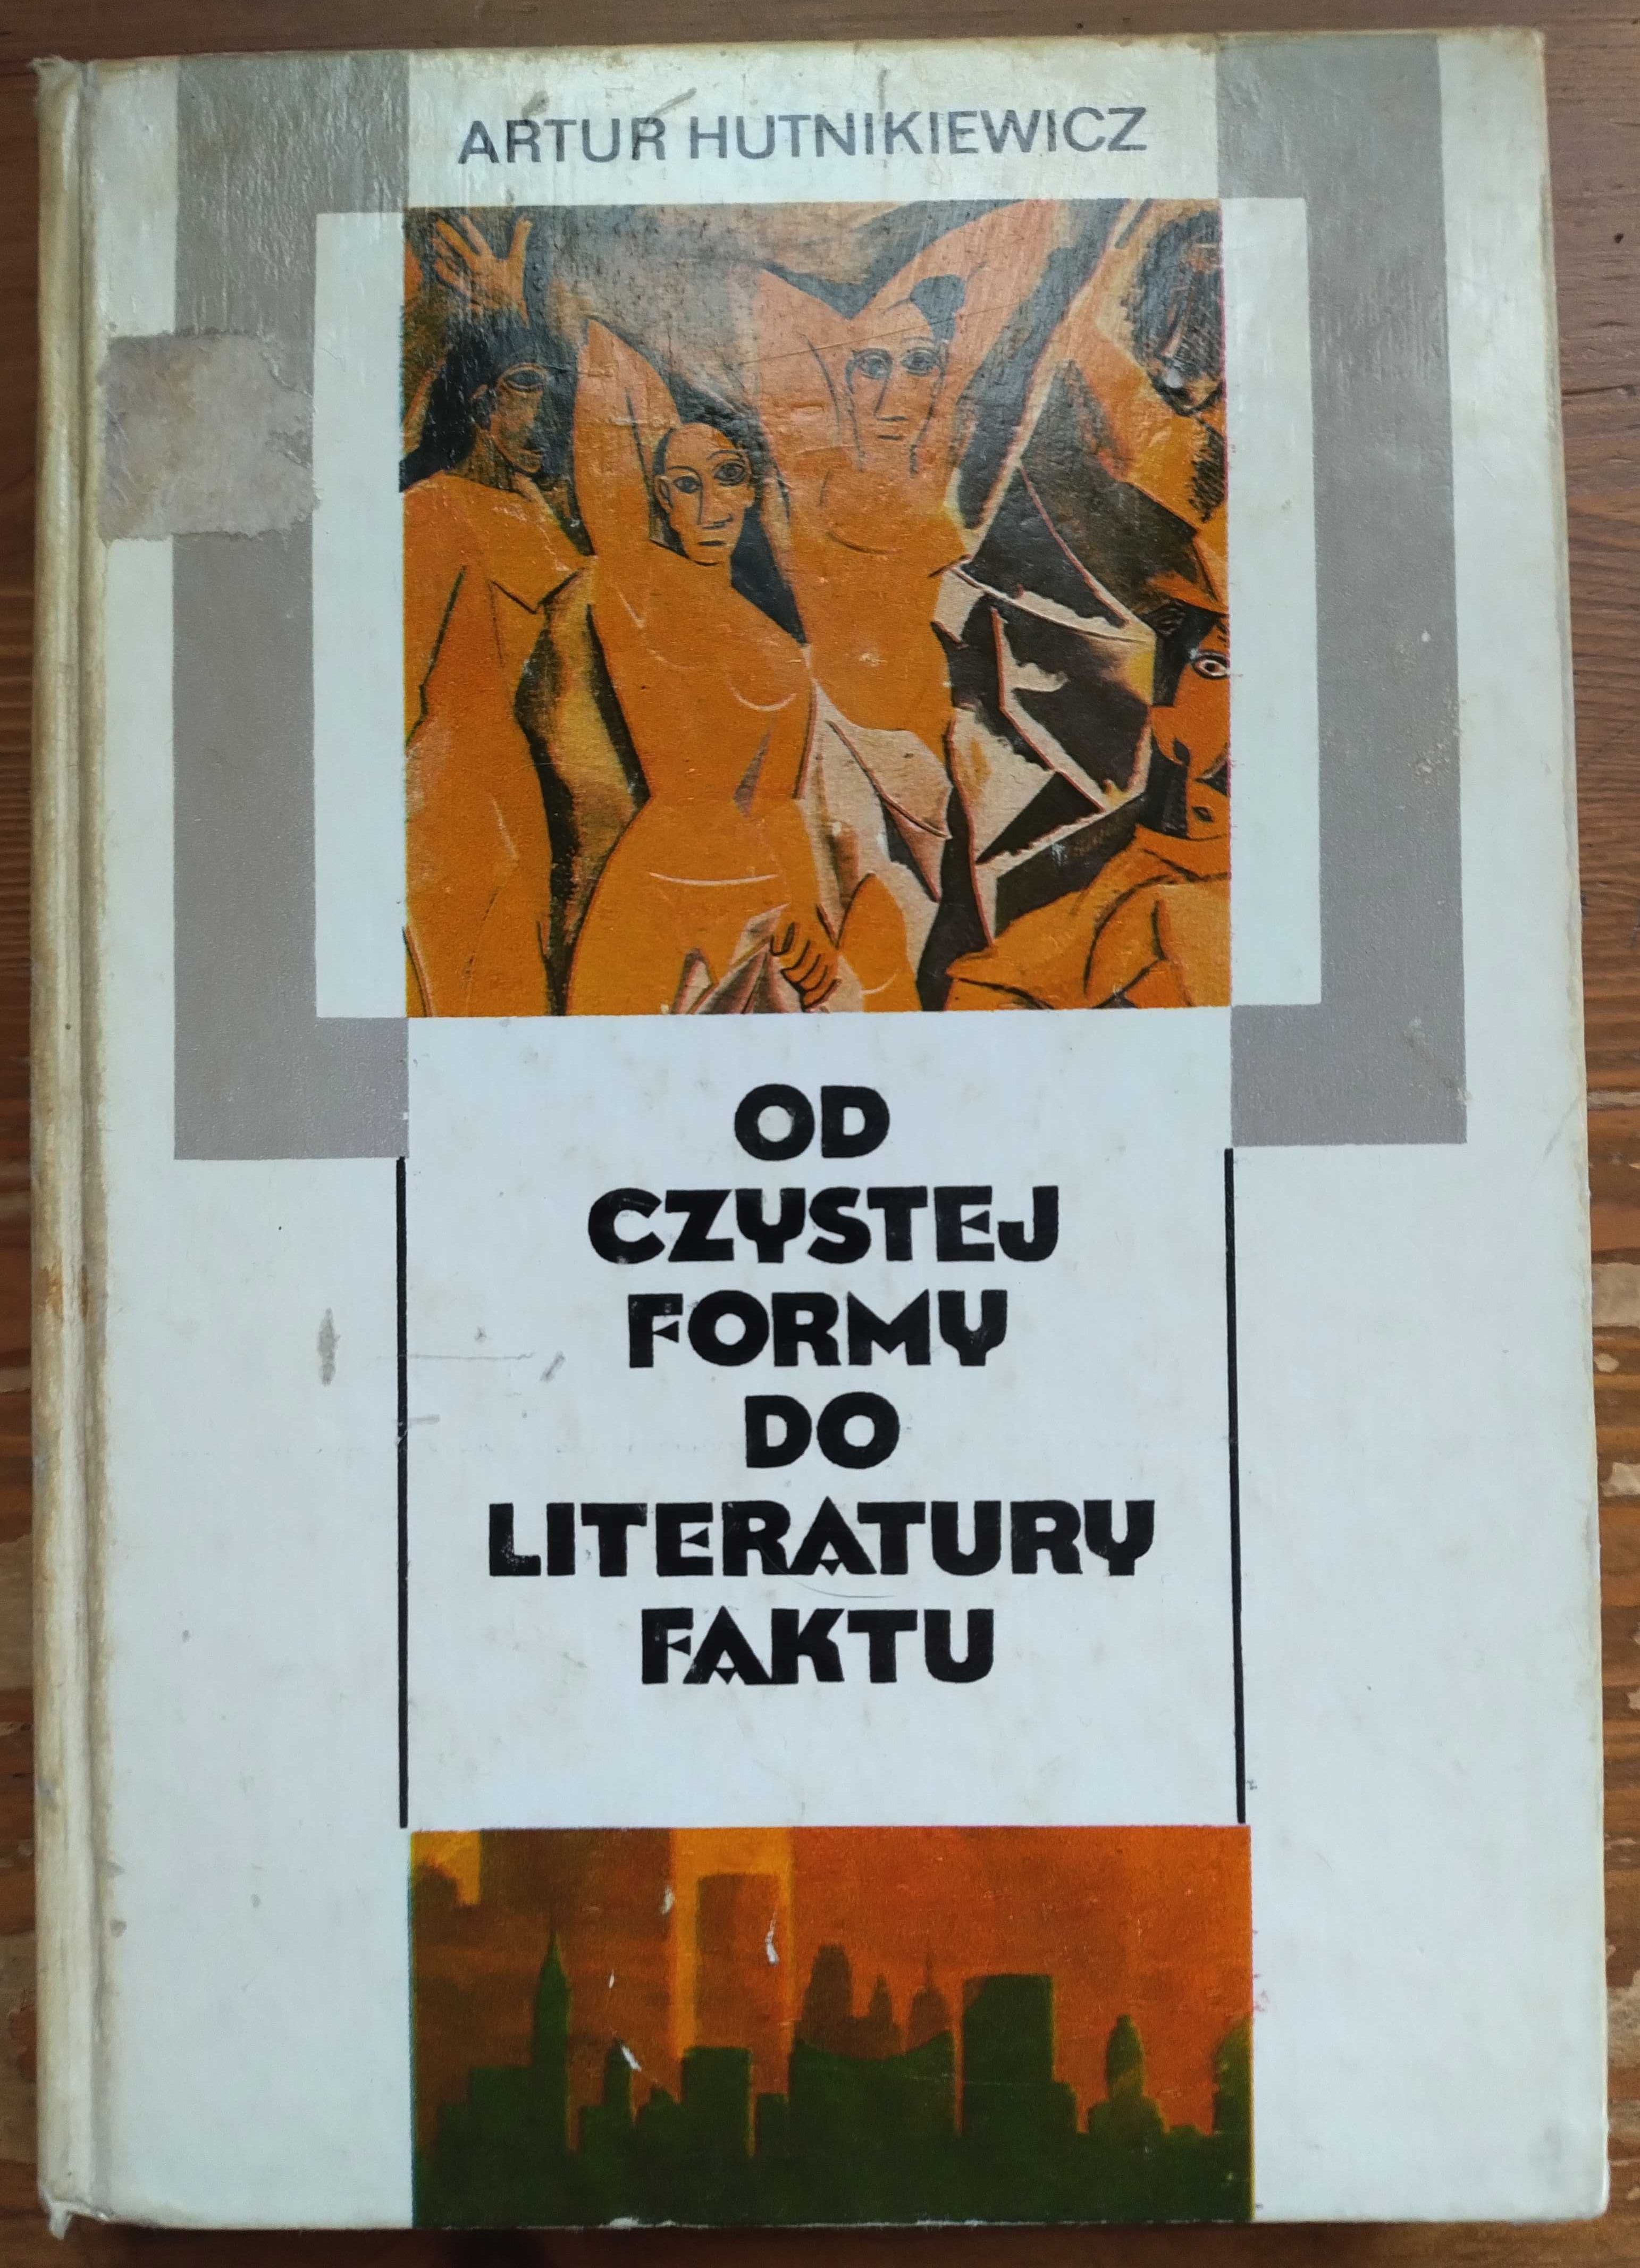 ARTUR HUTNIKIEWICZ
OD
CZYSTEJ
FORMY
DO
LITERATURY
FAKTU